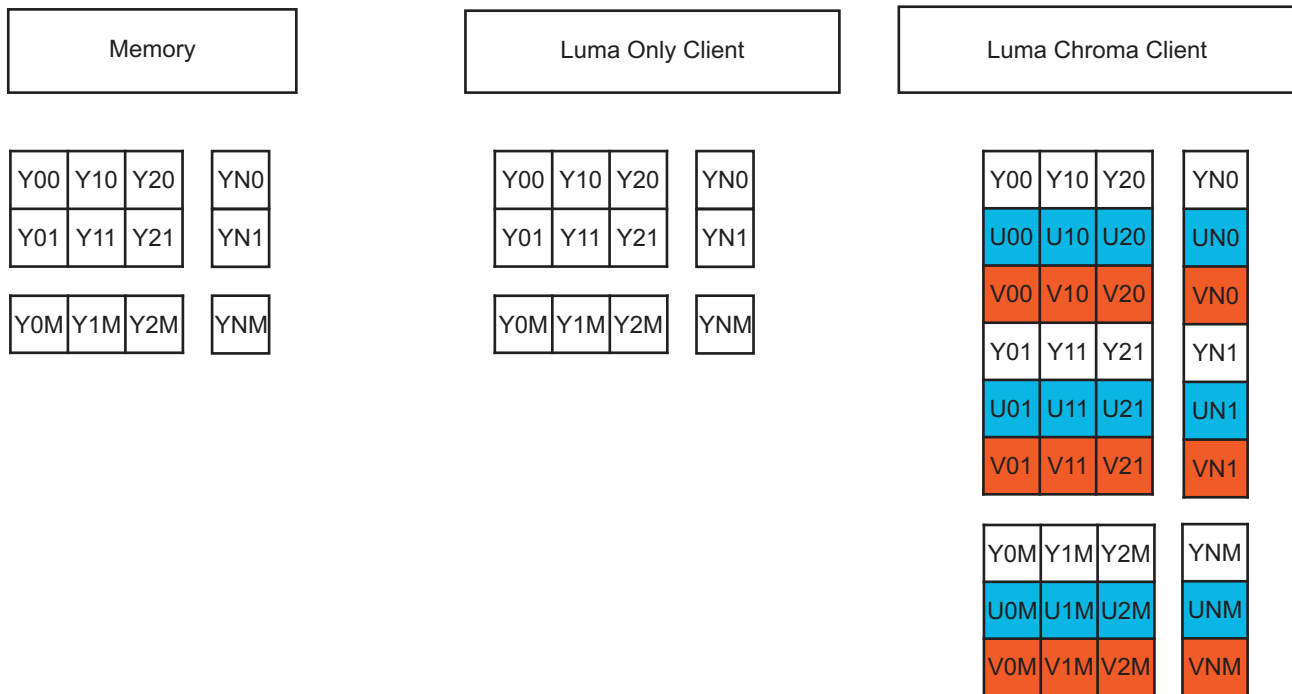 Memory
Luma Only Client
Luma Chroma Client
Y00 Y10 Y20 YN0
Y01 Y11 Y21 YN1
Y0M Y1M Y2M YNM
Y00 Y10 Y20 YN0
Y01 Y11 Y21 YN1
Y0M Y1M Y2M YNM
Y00 Y10 Y20 YN0
U00 U10 U20 UN0
V00 V10 V20 VN0
Y01 Y11 Y21 YN1
U01 U11 U21 UN1
V01 V11 V21 VN1
Y0M Y1M Y2M YNM
U0M U1M U2M UNM
V0M V1M V2M VNM